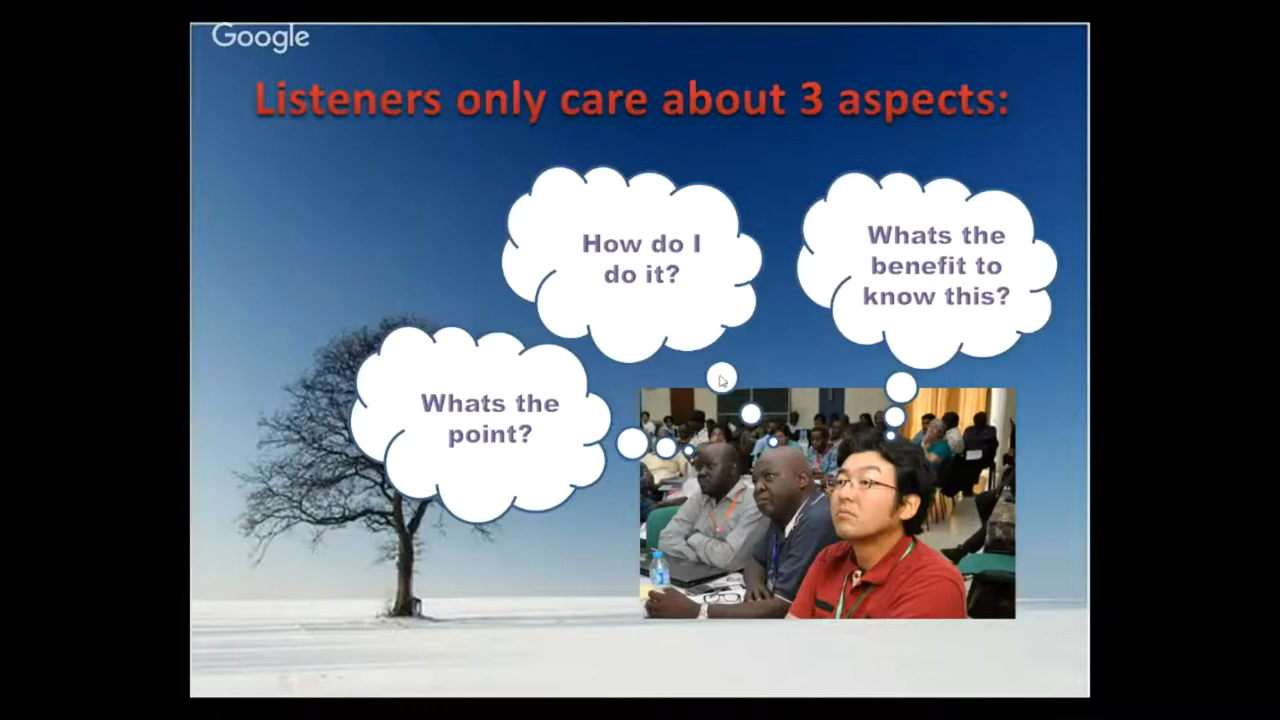 Google
Listeners only care about 3 aspects:
How do I
do it?
Whats the
benefit to
know this?
Whats the
point?